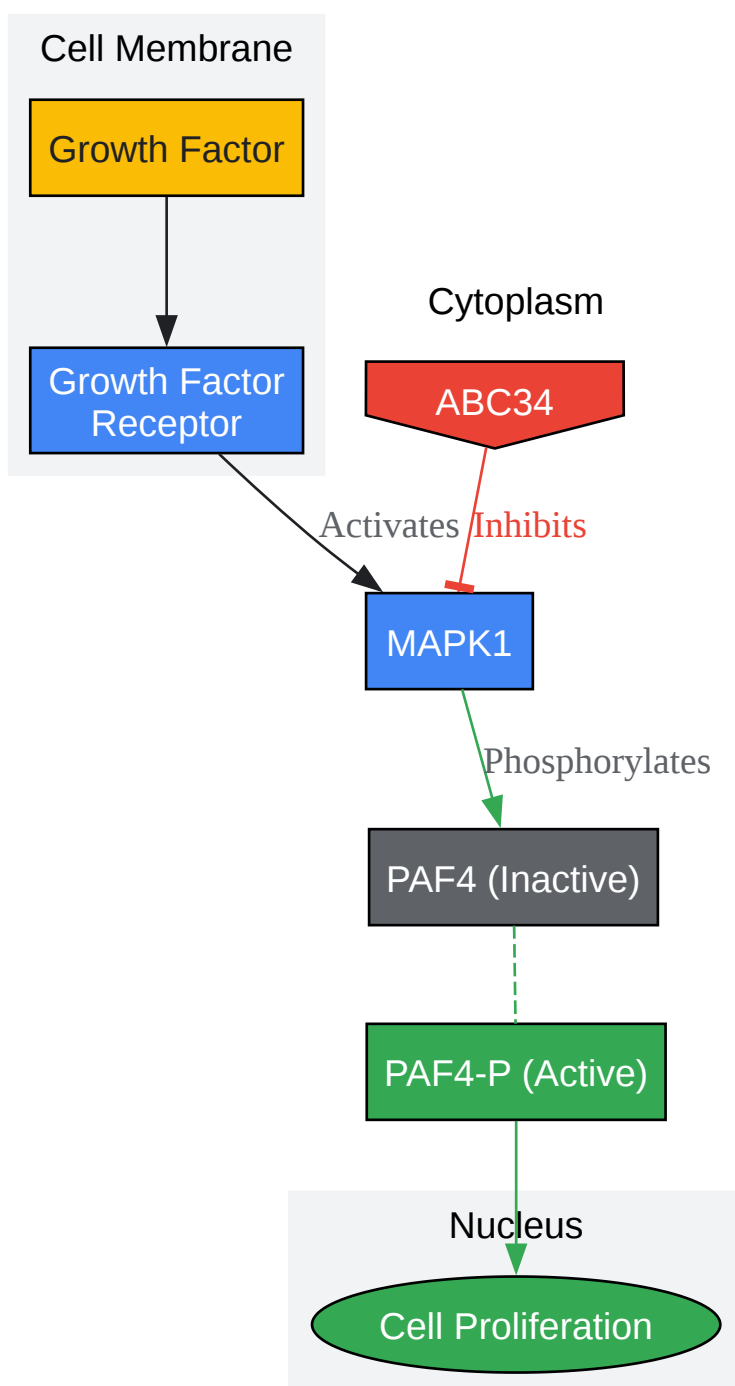 Cell Membrane
Growth Factor
Growth Factor
Receptor
Cytoplasm
ABC34
Activates
Inhibits
MAPK1
Phosphorylates
PAF4 (Inactive)
PAF4-P (Active)
Nucleus
Cell Proliferation